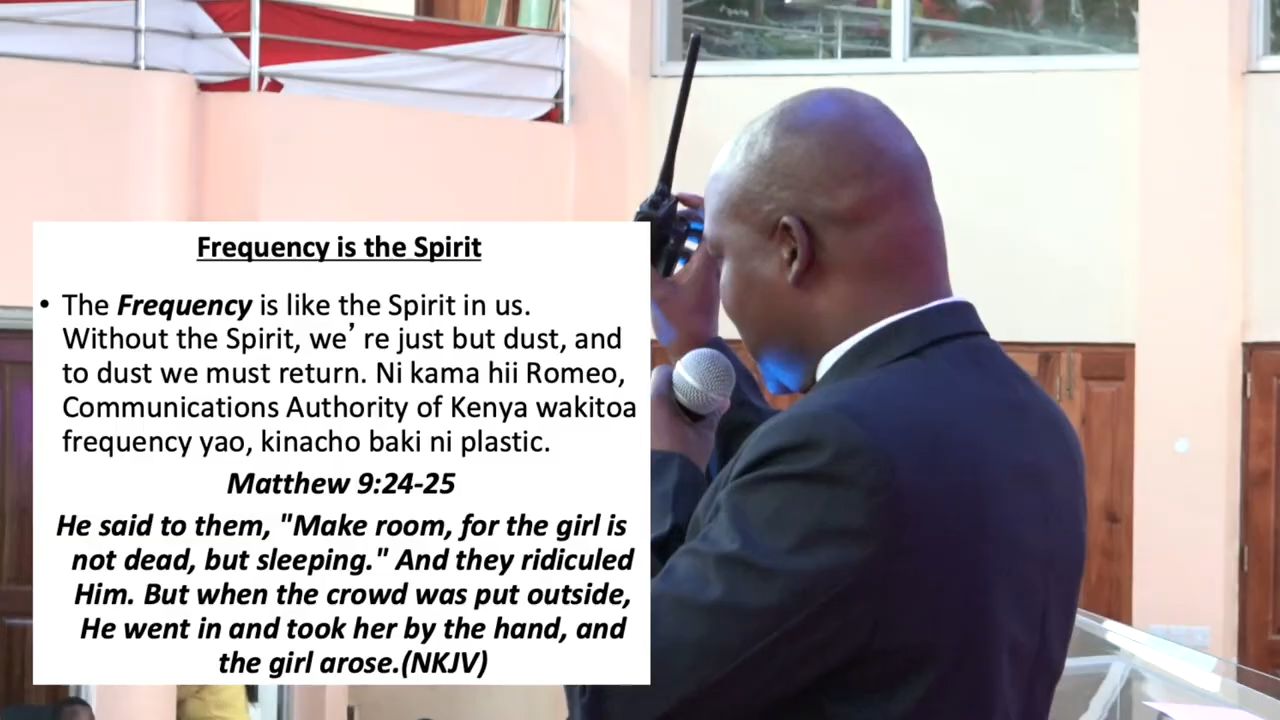 Frequency is the Spirit
• The Frequency is like the Spirit in us.
Without the Spirit, we’ re just but dust, and
to dust we must return. Ni kama hii Romeo,
Communications Authority of Kenya wakitoa
frequency yao, kinacho baki ni plastic.
Matthew 9:24-25
He said to them, "Make room, for the girl is
not dead, but sleeping." And they ridiculed
Him. But when the crowd was put outside,
He went in and took her by the hand, and
the girl arose.(NKJV)